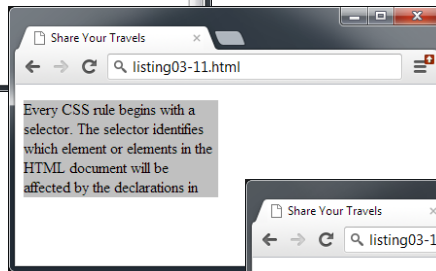 Share Your Travels
listing03-11.html
Every CSS rule begins with a
selector. The selector identifies
which element or elements in the
HTML document will be
affected by the declarations in
Share Your Travels
listing03-1